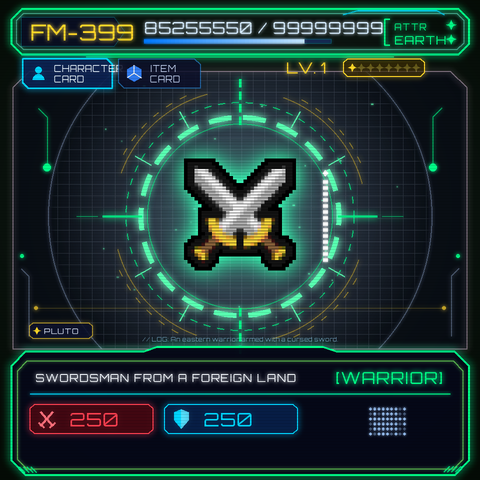 FM-399
85255550 / 99999999
ATTR
EARTH
CHARACTER
CARD
ITEM
CARD
LV.1
PLUTO
// LOG: An eastern warrior armed with a cursed sword
SWORDSMAN FROM A FOREIGN LAND
[WARRIOR]
250
250